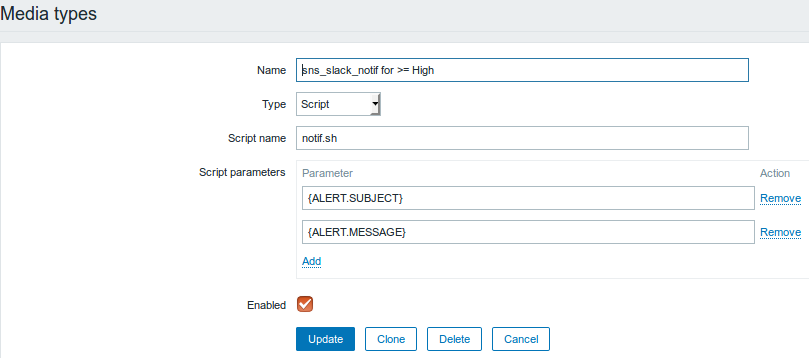 Media types
Name sns_slack_notif for >= High
Type Script
Script name notif.sh
Script parameters Parameter Action
{ALERT.SUBJECT} Remove
{ALERT.MESSAGE} Remove
Add
Enabled
Update Clone Delete Cancel